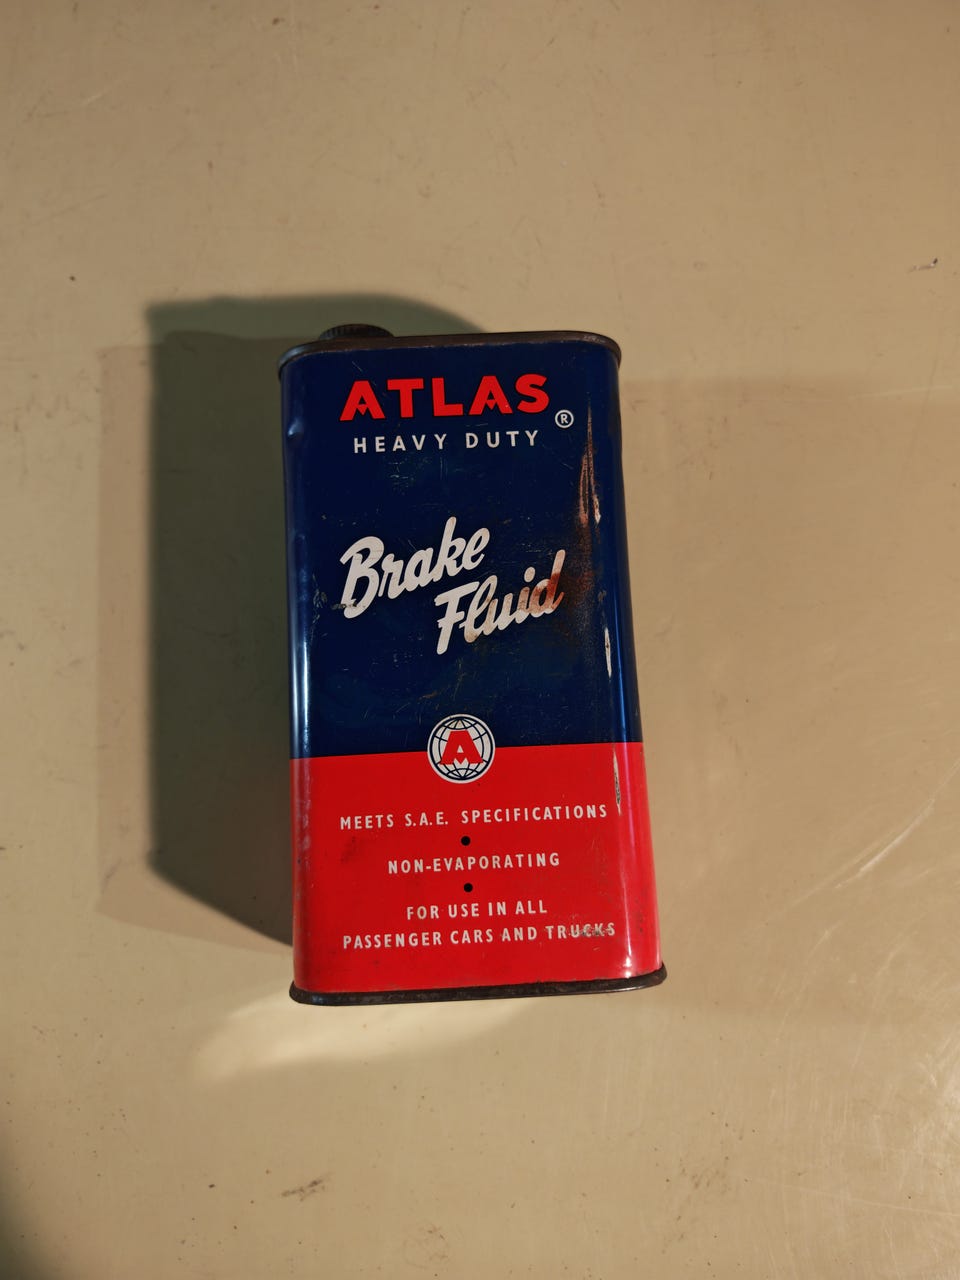 ATLAS
®
HEAVY DUTY
Brake
Fluid
A
MEETS S.A.E. SPECIFICATIONS
NON-EVAPORATING
FOR USE IN ALL
PASSENGER CARS AND TRUCKS